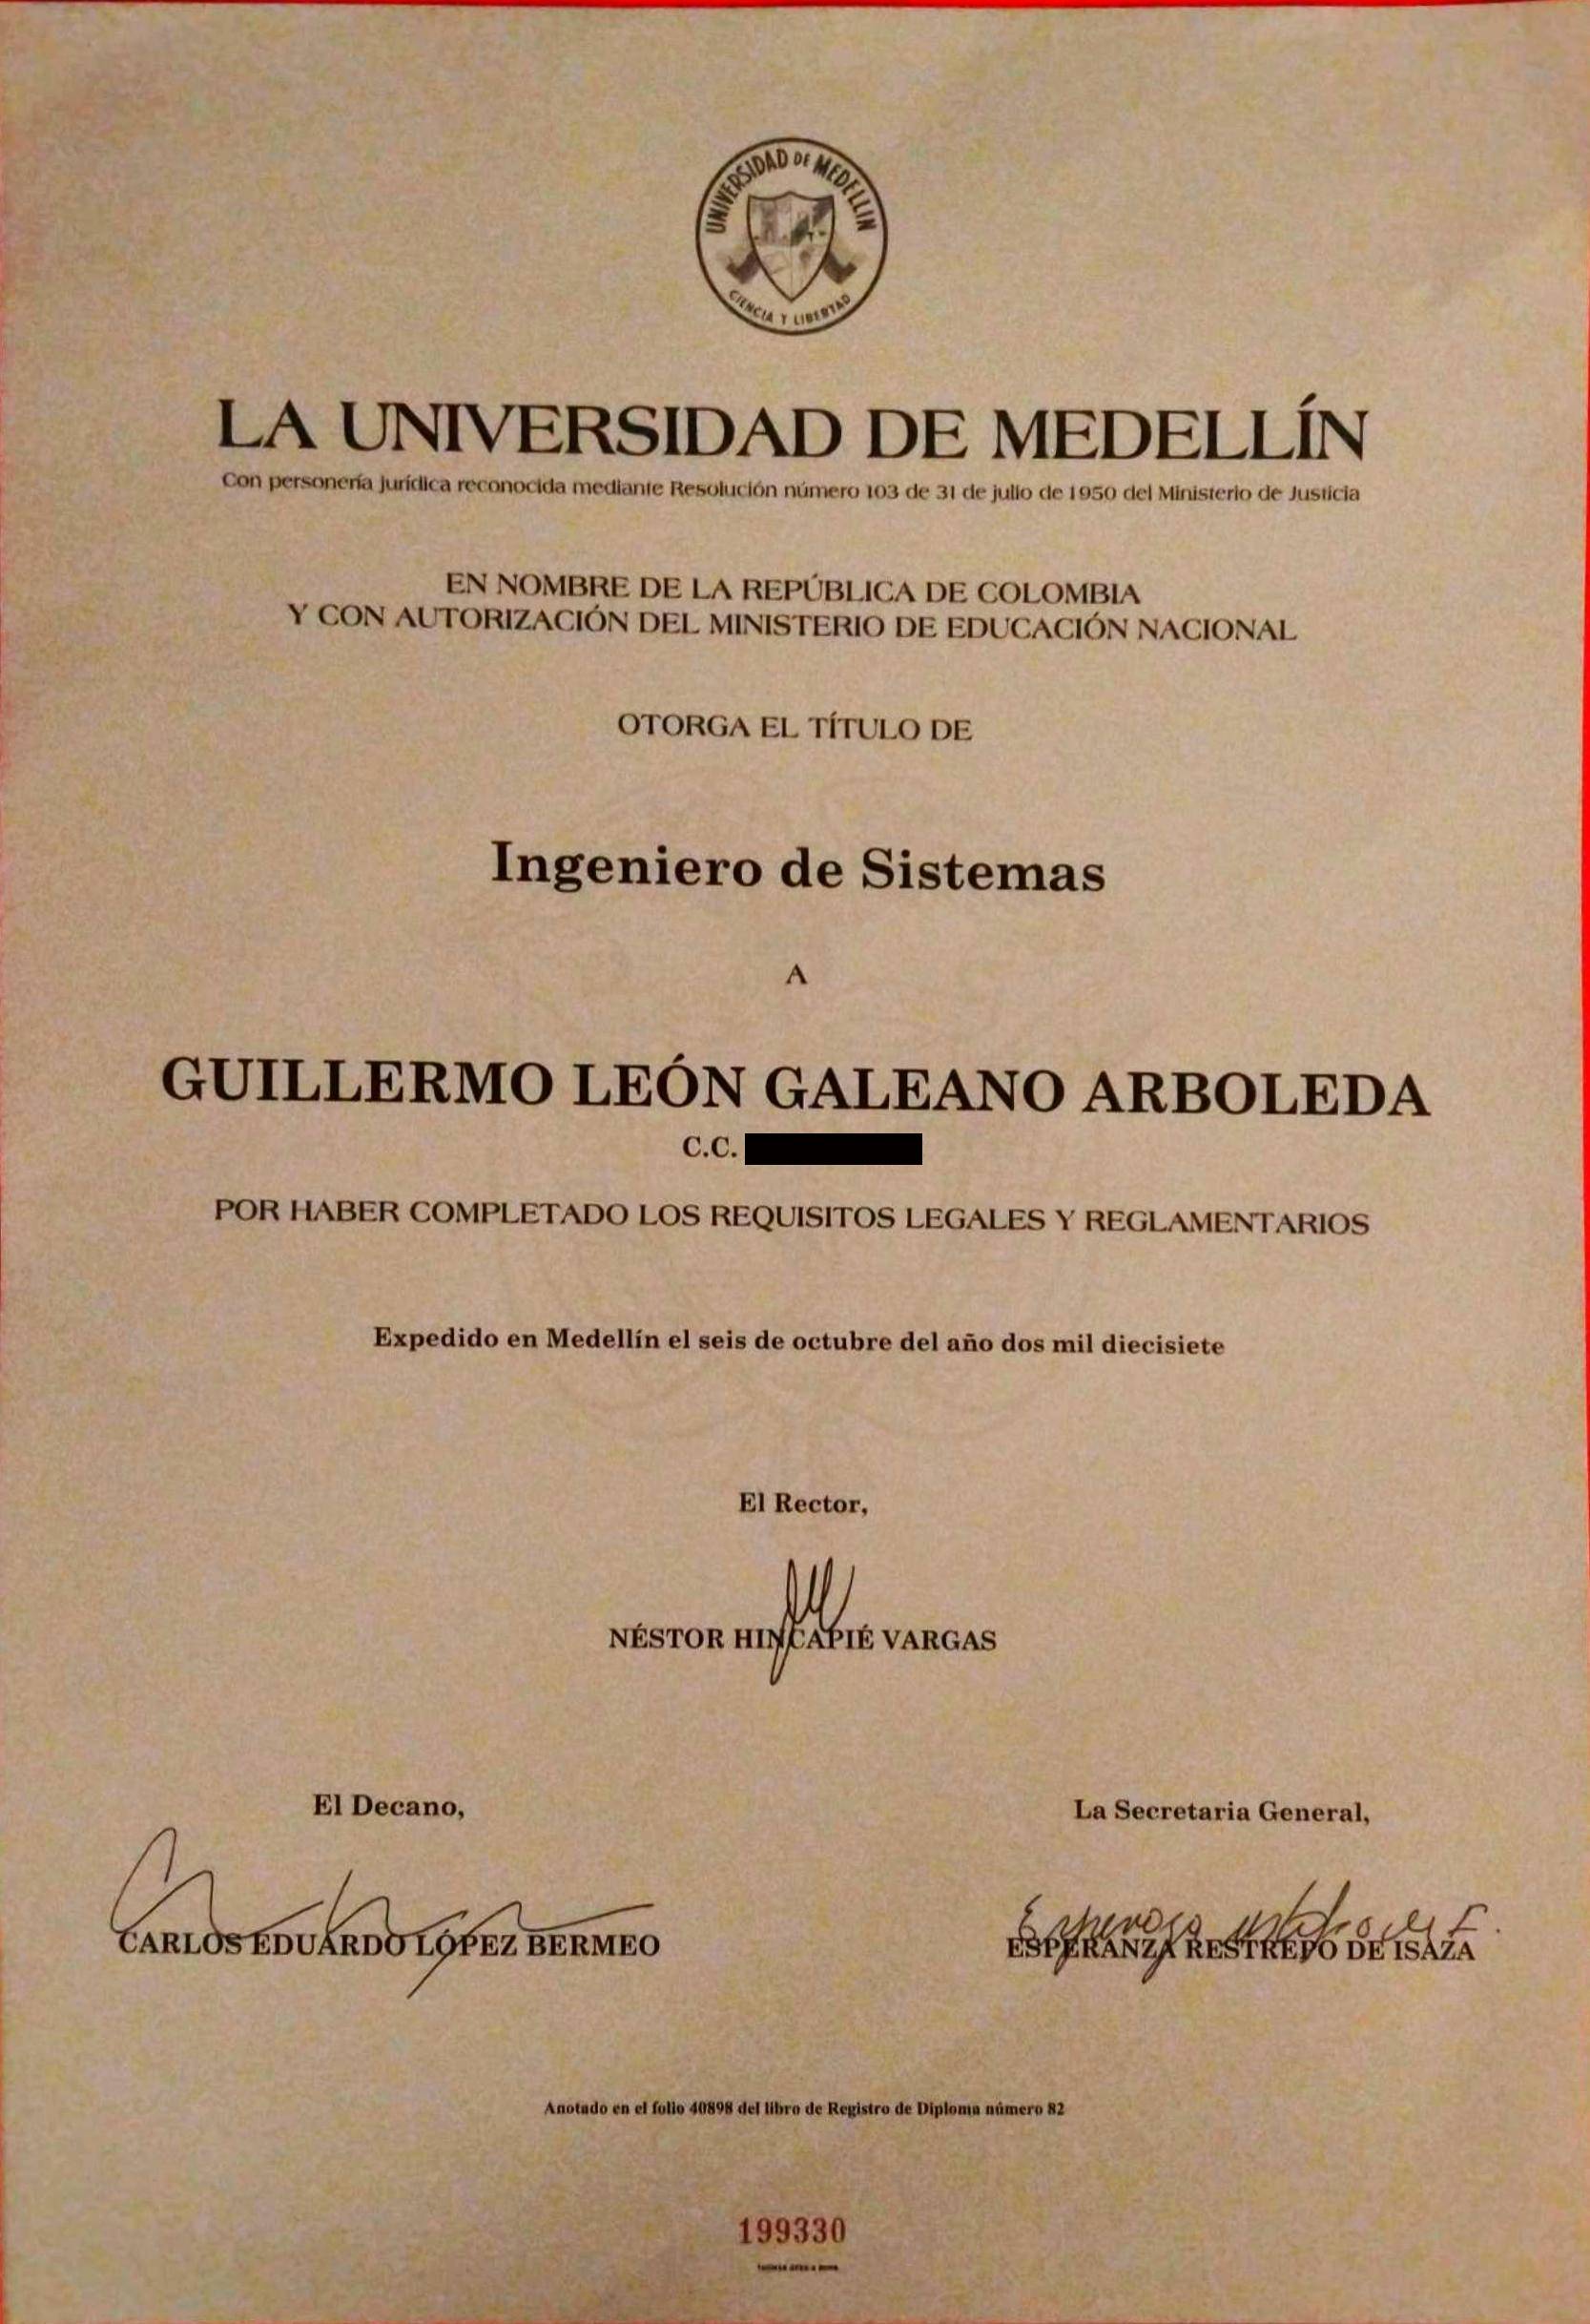 UNIVERSIDAD DE MEDELLIN
CIENCIA Y LIBERTAD
LA UNIVERSIDAD DE MEDELLÍN
Con personería jurídica reconocida mediante Resolución número 103 de 31 de julio de 1950 del Ministerio de Justicia
EN NOMBRE DE LA REPÚBLICA DE COLOMBIA
Y CON AUTORIZACIÓN DEL MINISTERIO DE EDUCACIÓN NACIONAL
OTORGA EL TÍTULO DE
Ingeniero de Sistemas
A
GUILLERMO LEÓN GALEANO ARBOLEDA
C.C.
POR HABER COMPLETADO LOS REQUISITOS LEGALES Y REGLAMENTARIOS
Expedido en Medellín el seis de octubre del año dos mil diecisiete
El Rector,
NÉSTOR HINCAPIÉ VARGAS
El Decano,
CARLOS EDUARDO LÓPEZ BERMEO
La Secretaria General,
ESPERANZA RESTREPO DE ISAZA
Anotado en el folio 40898 del libro de Registro de Diploma número 82
199330